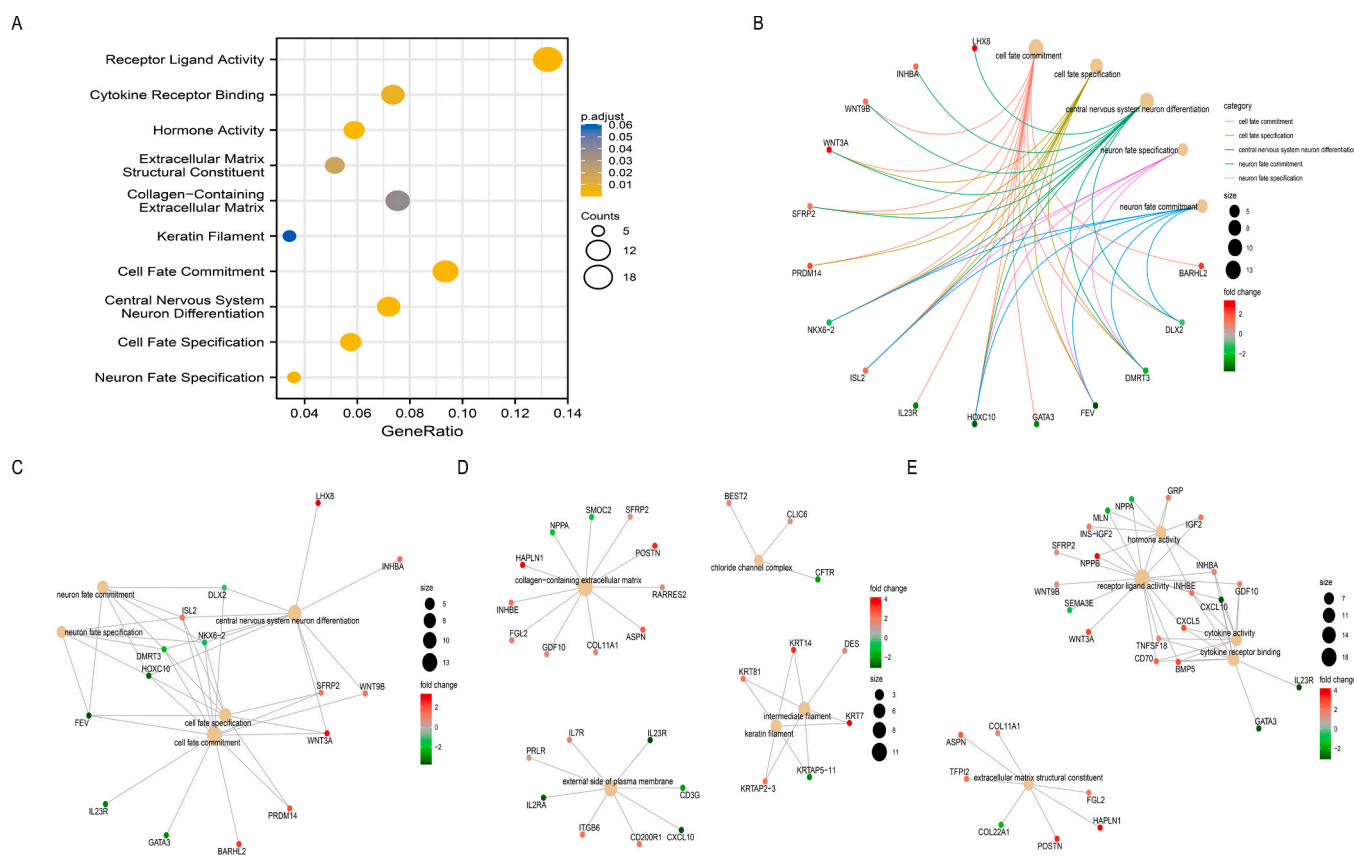 A
Receptor Ligand Activity
Cytokine Receptor Binding
Hormone Activity
Extracellular Matrix
Structural Constituent
Collagen-Containing
Extracellular Matrix
Keratin Filament
Cell Fate Commitment
Central Nervous System
Neuron Differentiation
Cell Fate Specification
Neuron Fate Specification
0.04 0.06 0.08 0.10 0.12 0.14
GeneRatio
p.adjust
0.06
0.05
0.04
0.03
0.02
0.01
Counts
5
12
18
B
LHX8
cell fate commitment
INHBA
cell fate specification
WNT9B
central nervous system neuron differentiation
WNT3A
neuron fate specification
SFRP2
neuron fate commitment
PRDM14
BARHL2
NKX6-2
DLX2
ISL2
DMRT3
IL23R
HOXC10
GATA3
FEV
category
cell fate commitment
cell fate specification
central nervous system neuron differentiation
neuron fate commitment
neuron fate specification
size
5
8
10
13
fold change
2
0
-2
C
LHX8
INHBA
neuron fate commitment
DLX2
ISL2
central nervous system neuron differentiation
neuron fate specification
NKX6-2
DMRT3
HOXC10
SFRP2
WNT9B
FEV
cell fate specification
cell fate commitment
WNT3A
IL23R
PRDM14
GATA3
BARHL2
size
5
8
10
13
fold change
2
0
-2
D
BEST2
SMOC2
SFRP2
NPPA
CLIC6
POSTN
HAPLN1
collagen-containing extracellular matrix
chloride channel complex
CFTR
RARRES2
INHBE
ASPN
FGL2
GDF10
COL11A1
KRT14
DES
KRT81
intermediate filament
KRT7
keratin filament
IL7R
IL23R
PRLR
KRTAP5-11
external side of plasma membrane
KRTAP2-3
CD3G
IL2RA
ITGB6
CD200R1
CXCL10
fold change
4
2
0
-2
size
3
6
8
11
E
GRP
NPPA
MLN
IGF2
INS-IGF2
hormone activity
SFRP2
NPPB
INHBA
receptor ligand activity
WNT9B
INHBE
GDF10
CXCL10
SEMA3E
CXCL5
WNT3A
cytokine activity
TNFSF18
cytokine receptor binding
CD70
BMP5
IL23R
GATA3
COL11A1
ASPN
TFPI2
extracellular matrix structural constituent
FGL2
HAPLN1
COL22A1
POSTN
size
7
11
14
18
fold change
4
2
0
-2